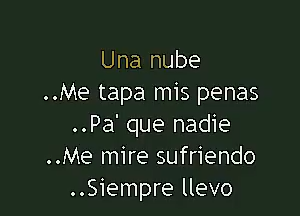 Una nube
..Me tapa mis penas
..Pa' que nadie
..Me mire sufriendo
..Siempre llevo